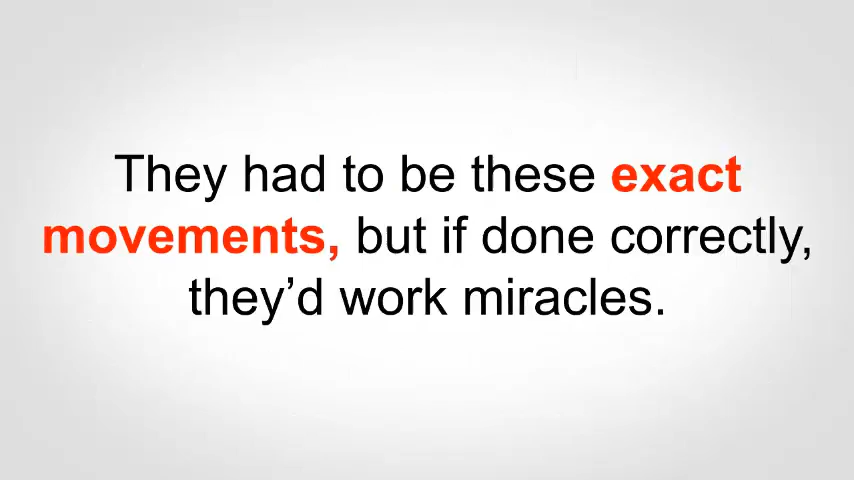 They had to be these exact
movements, but if done correctly,
they’d work miracles.